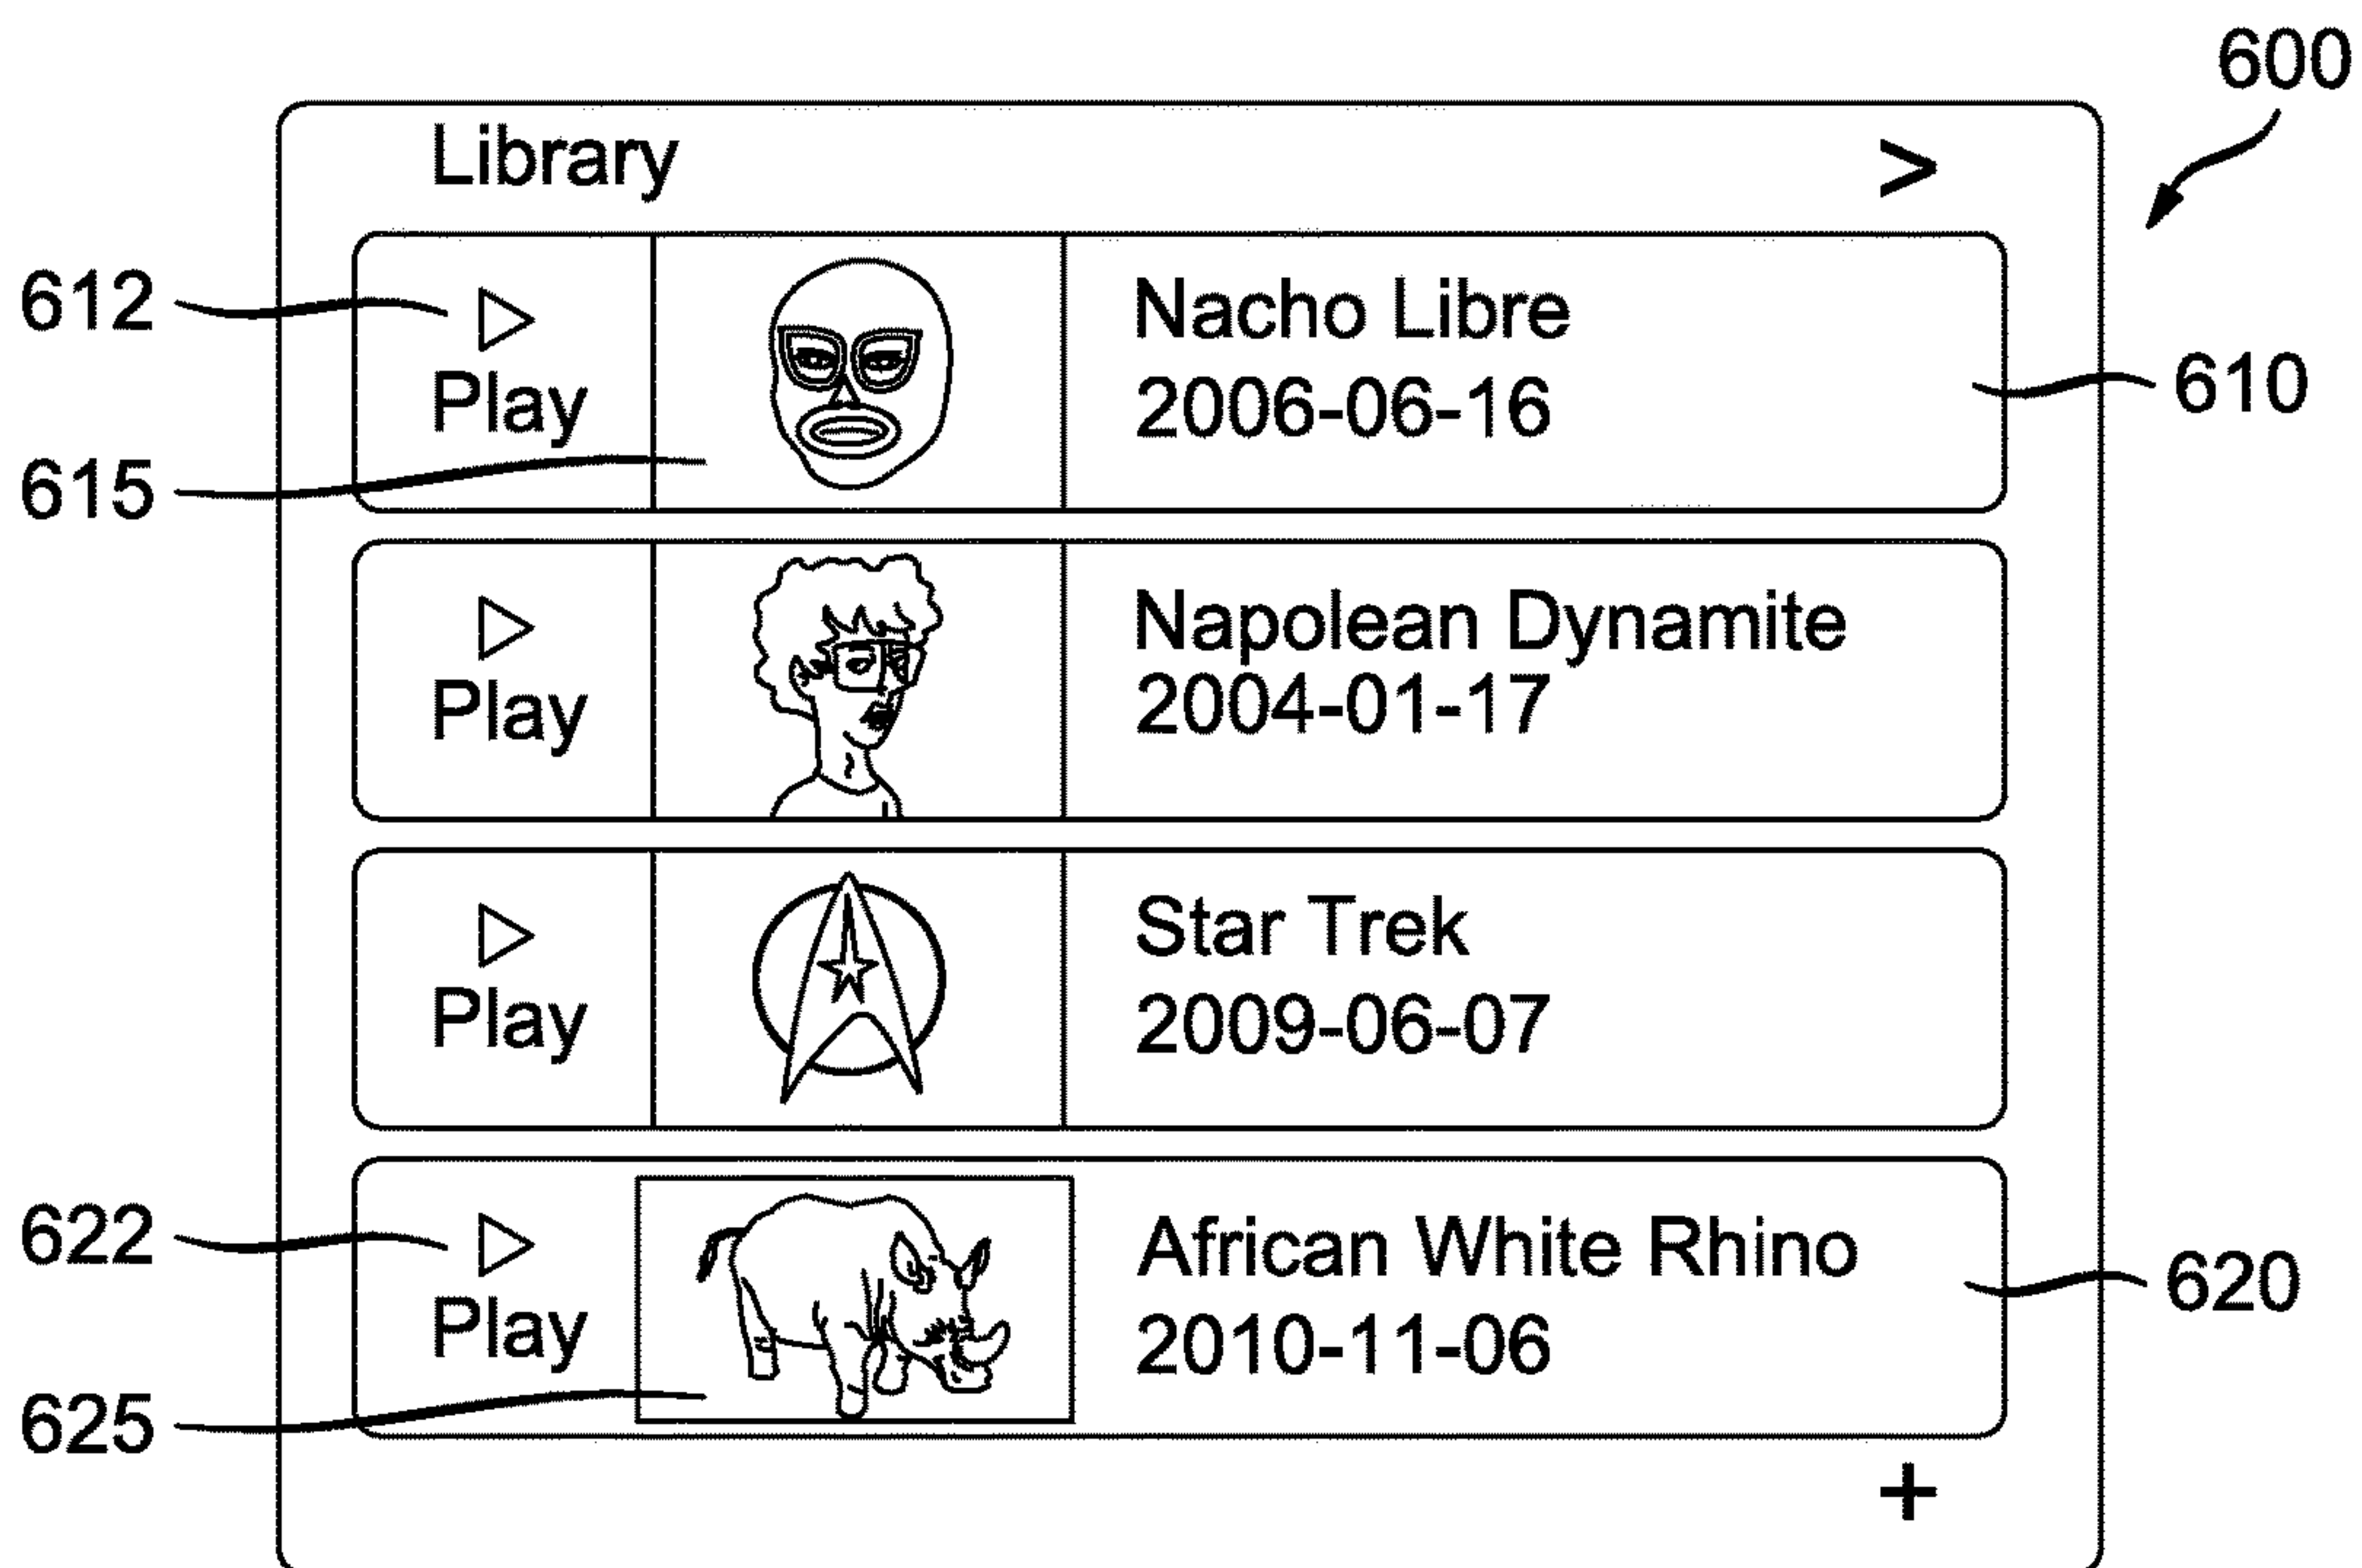 600
Library >
612
Play
Nacho Libre
2006-06-16
610
615
Play
Napolean Dynamite
2004-01-17
Play
Star Trek
2009-06-07
622
Play
African White Rhino
2010-11-06
620
625
+